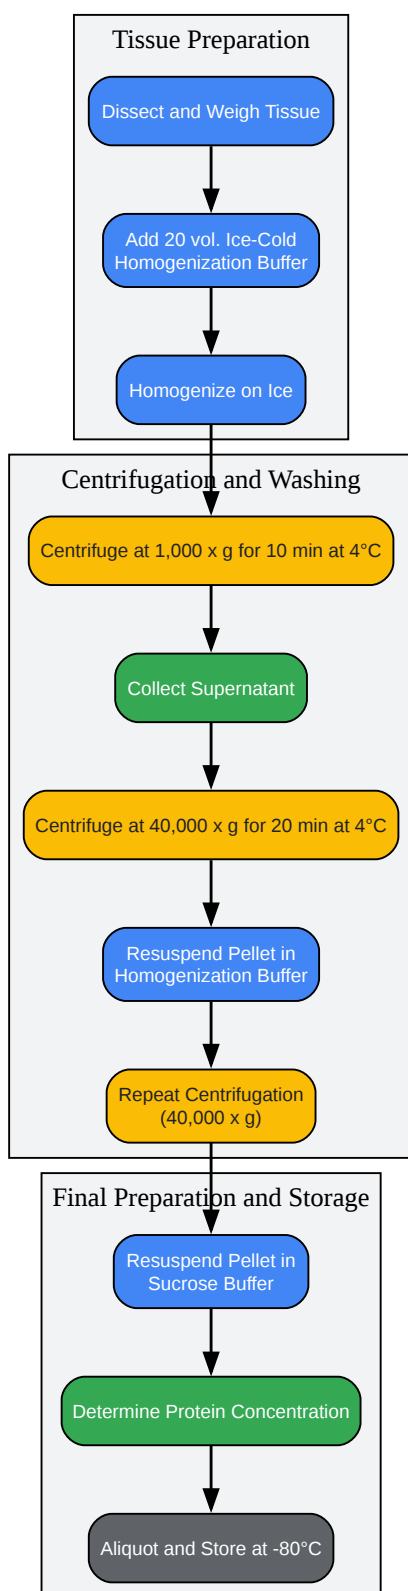 Tissue Preparation
Dissect and Weigh Tissue
Add 20 vol. Ice-Cold
Homogenization Buffer
Homogenize on Ice
Centrifugation and Washing
Centrifuge at 1,000 x g for 10 min at 4°C
Collect Supernatant
Centrifuge at 40,000 x g for 20 min at 4°C
Resuspend Pellet in
Homogenization Buffer
Repeat Centrifugation
(40,000 x g)
Final Preparation and Storage
Resuspend Pellet in
Sucrose Buffer
Determine Protein Concentration
Aliquot and Store at -80°C